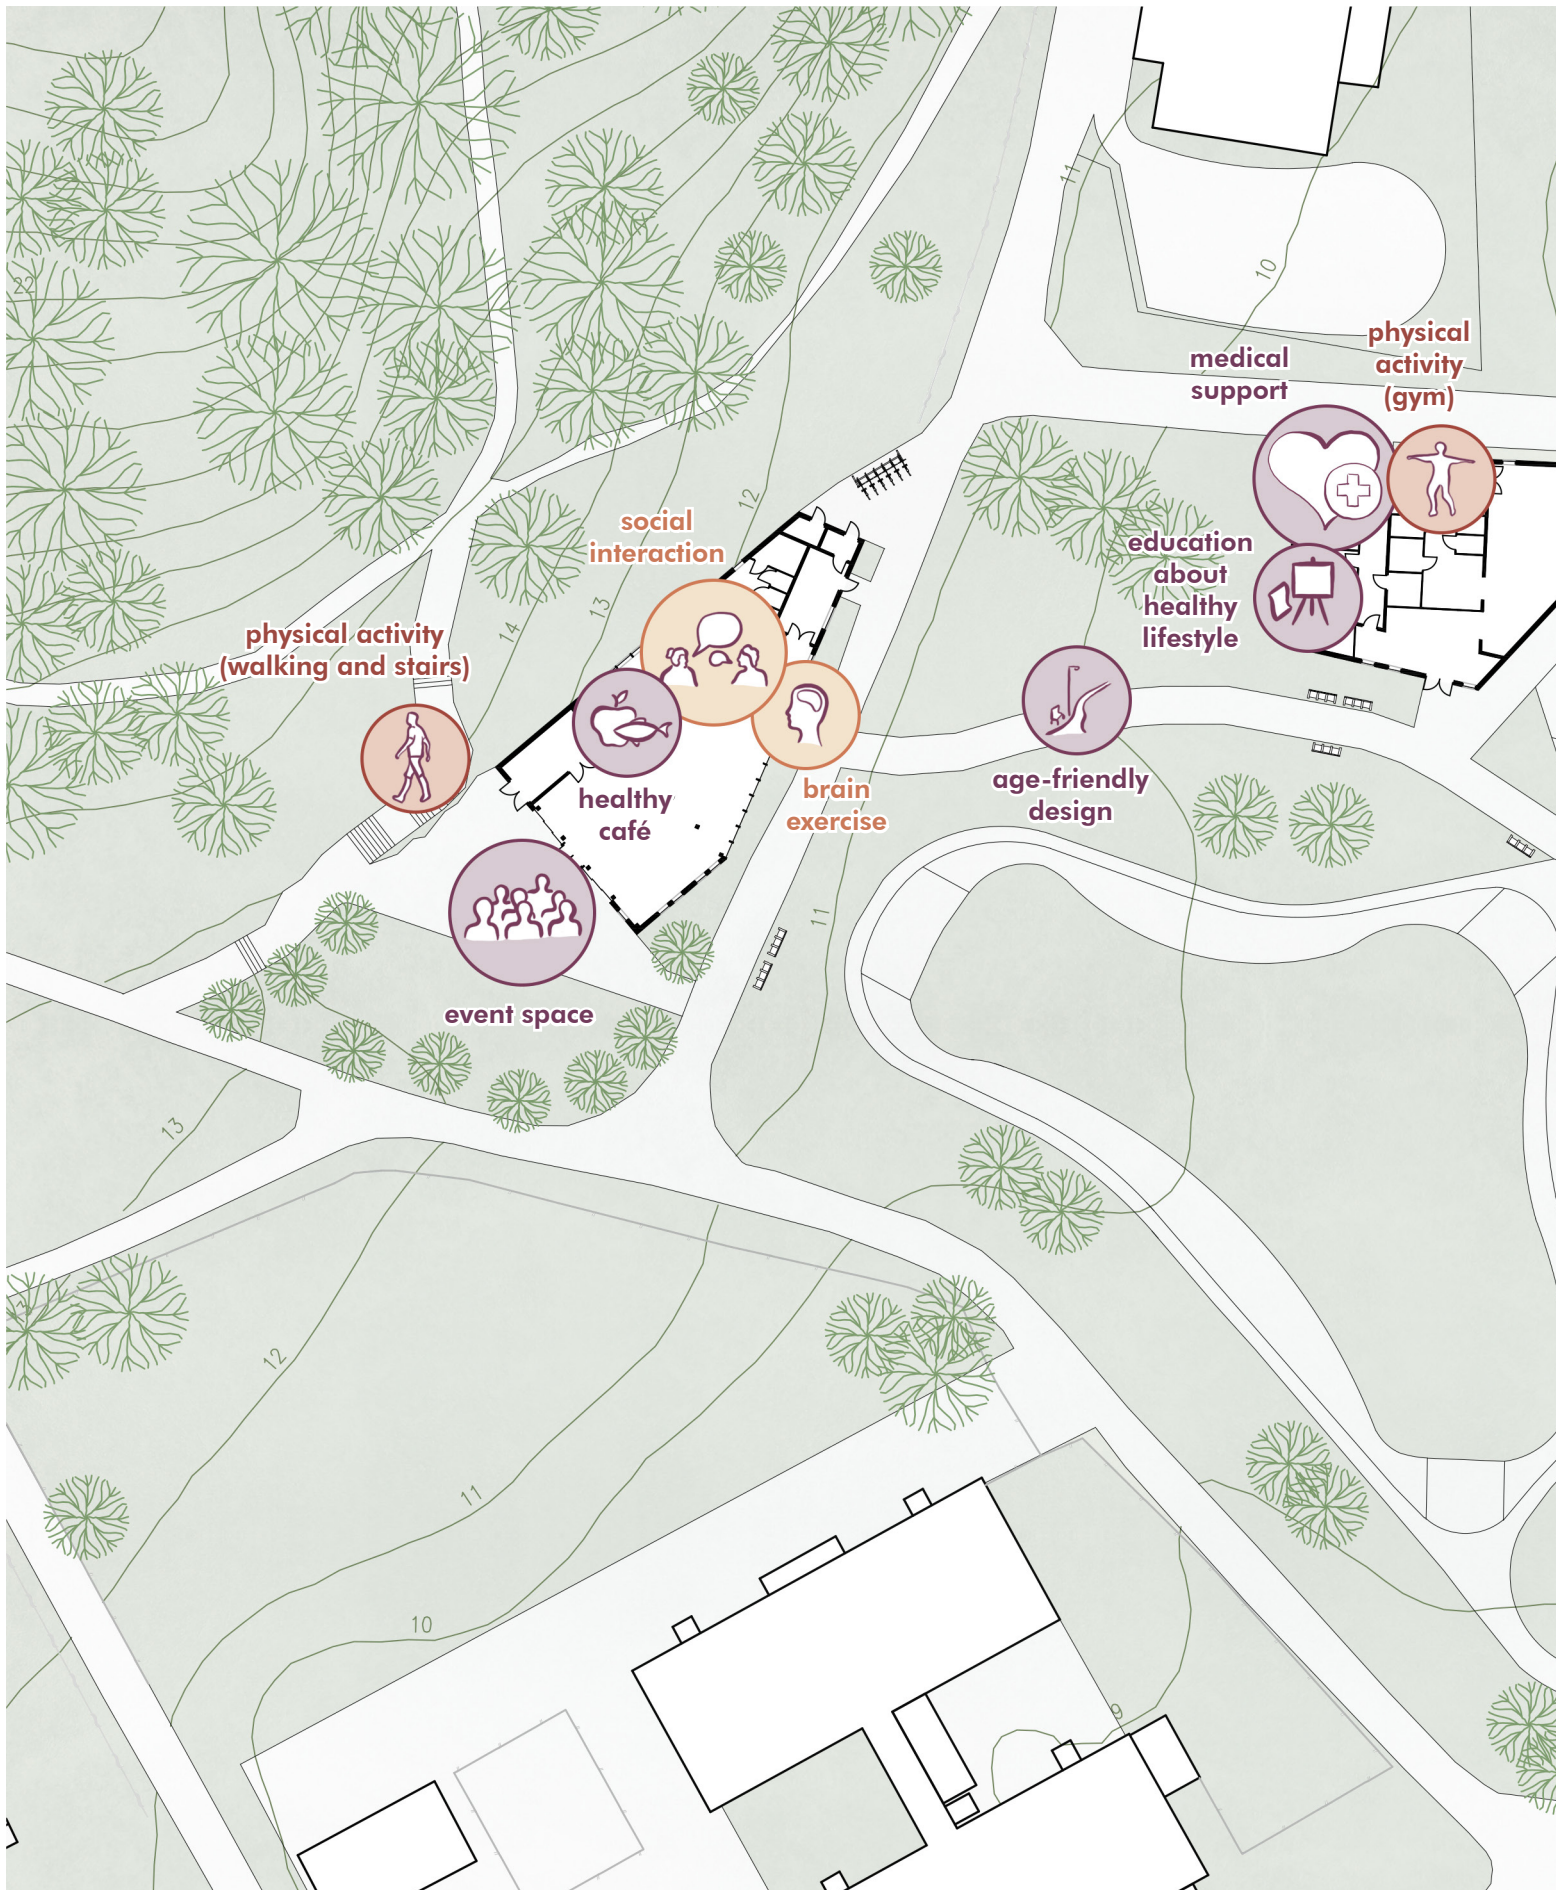 11
22
10
physical
activity
(gym)
medical
support
12
social
interaction
education
about
healthy
lifestyle
13
14
physical activity
(walking and stairs)
age-friendly
design
healthy
café
brain
exercise
11
event space
13
12
11
10
9